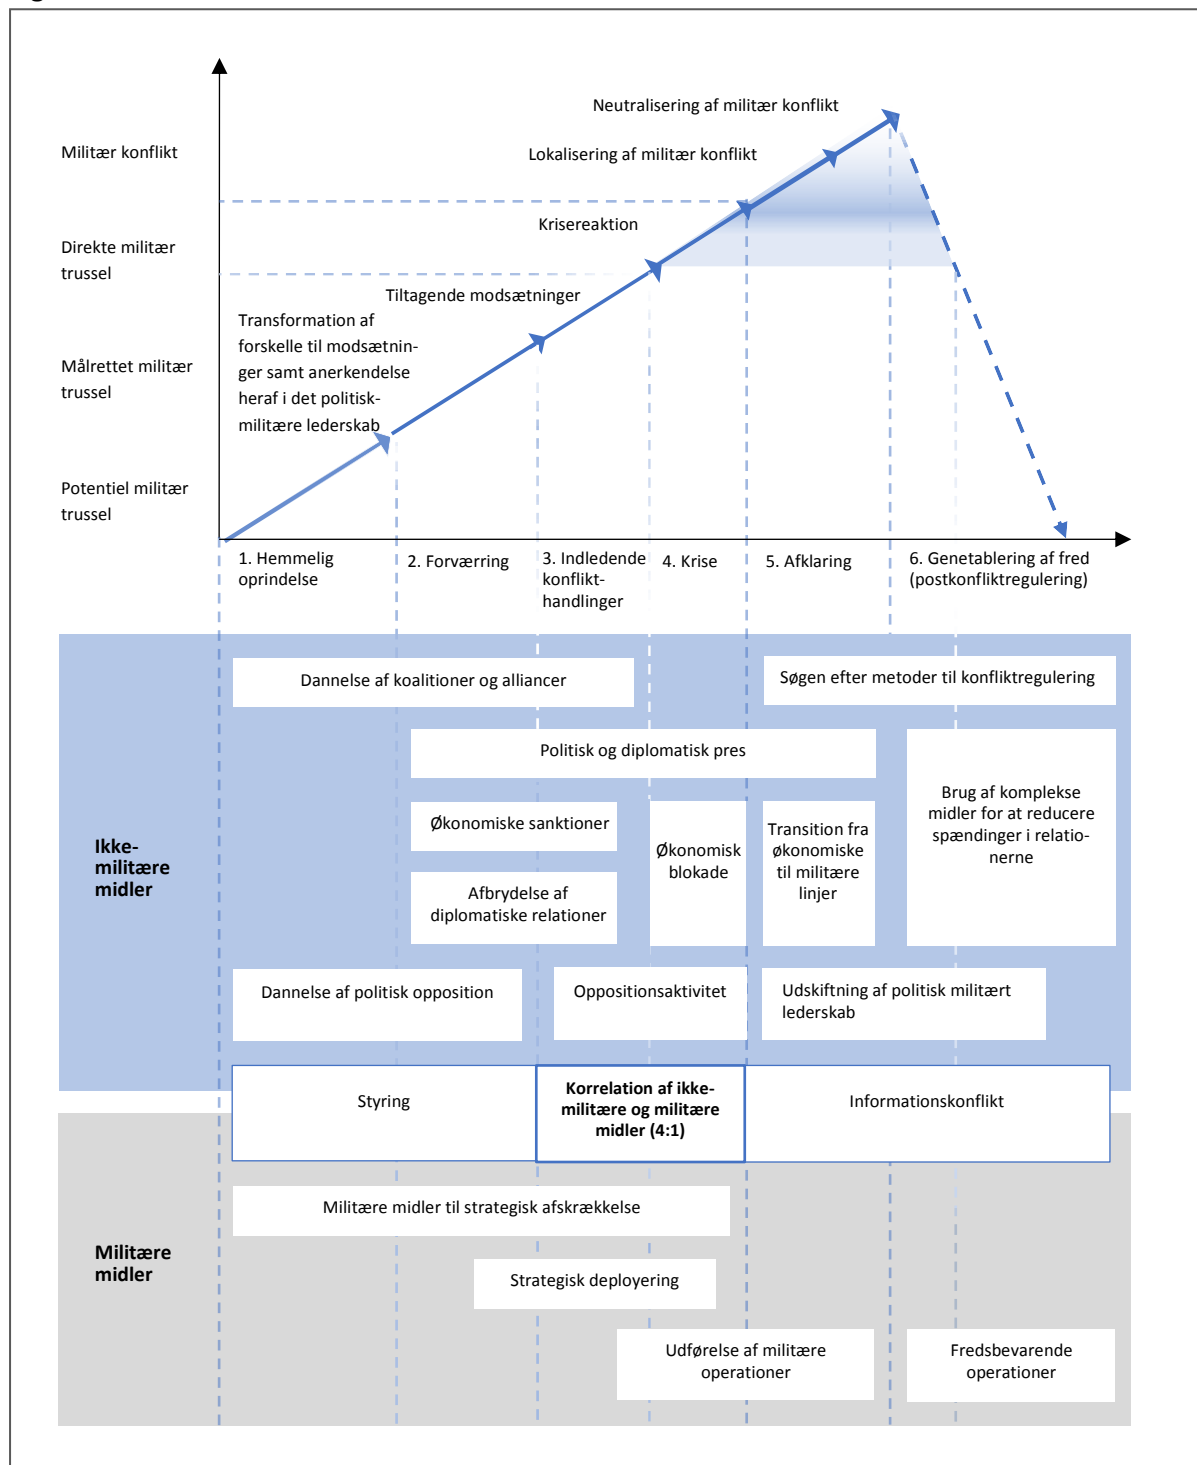 Neutralisering af militær konflikt
Militær konflikt
Lokalisering af militær konflikt
Krisereaktion
Direkte militær
trussel
Tiltagende modsætninger
Transformation af
forskelle til modsætnin-
ger samt anerkendelse
heraf i det politisk-
militære lederskab
Målrettet militær
trussel
Potentiel militær
trussel
1. Hemmelig
oprindelse
2. Forværring
3. Indledende
konflikt-
handlinger
4. Krise
5. Afklaring
6. Genetablering af fred
(postkonfliktregulering)
Ikke-
militære
midler
Dannelse af koalitioner og alliancer
Søgen efter metoder til konfliktregulering
Politisk og diplomatisk pres
Brug af komplekse
midler for at reducere
spændinger i relatio-
nerne
Økonomiske sanktioner
Økonomisk
blokade
Transition fra
økonomiske
til militære
linjer
Afbrydelse af
diplomatiske relationer
Dannelse af politisk opposition
Oppositionsaktivitet
Udskiftning af politisk militært
lederskab
Styring
Korrelation af ikke-
militære og militære
midler (4:1)
Informationskonflikt
Militære
midler
Militære midler til strategisk afskrækkelse
Strategisk deployering
Udførelse af militære
operationer
Fredsbevarende
operationer